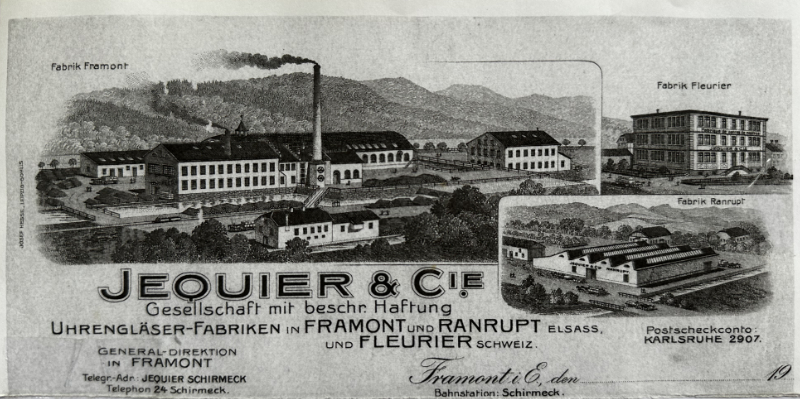 Fabrik Framont
Fabrik Fleurier
Fabrik Ranrupt
JEQUIER & CIE
Gesellschaft mit beschr. Haftung
UHRENGLÄSER-FABRIKEN IN FRAMONT UND RANRUPT ELSASS,
UND FLEURIER SCHWEIZ.
Postscheckconto:
KARLSRUHE 2907.
GENERAL-DIREKTION
IN FRAMONT
Telegr.-Adr: JEQUIER SCHIRMECK
Telephon 24 Schirmeck.
Framont i. E., den 19
Bahnstation: Schirmeck.